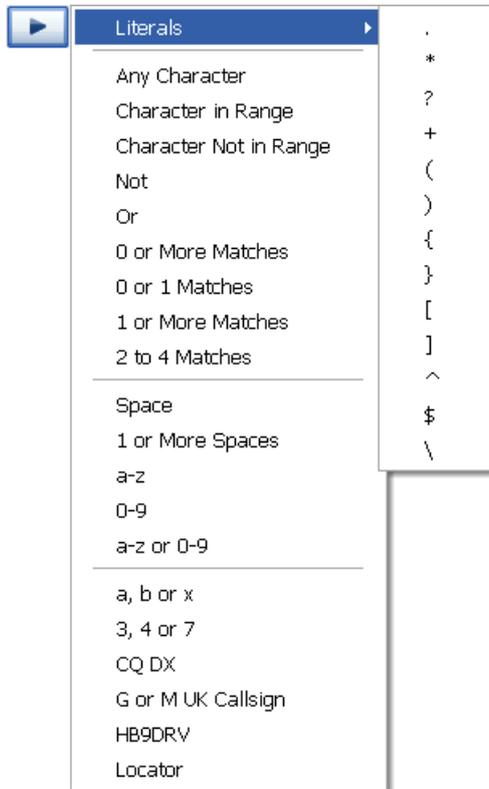 Literals
Any Character
Character in Range
Character Not in Range
Not
Or
0 or More Matches
0 or 1 Matches
1 or More Matches
2 to 4 Matches
Space
1 or More Spaces
a-z
0-9
a-z or 0-9
a, b or x
3, 4 or 7
CQ DX
G or M UK Callsign
HB9DRV
Locator
.
*
?
+
(
)
{
}
[
]
^
$
\